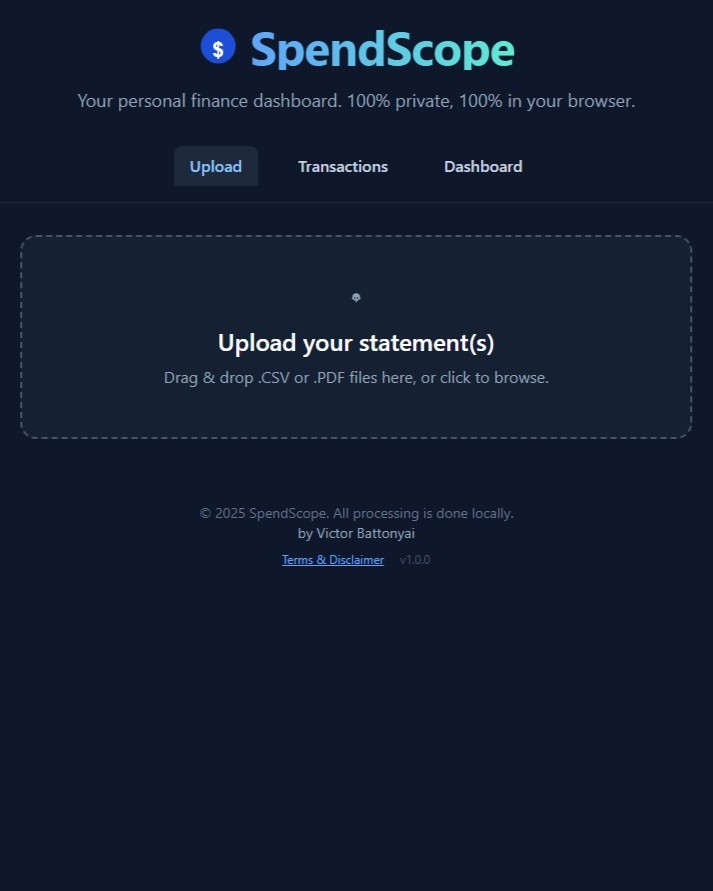 $ SpendScope
Your personal finance dashboard. 100% private, 100% in your browser.
Upload Transactions Dashboard
Upload your statement(s)
Drag & drop .CSV or .PDF files here, or click to browse.
© 2025 SpendScope. All processing is done locally.
by Victor Battonyai
Terms & Disclaimer v1.0.0